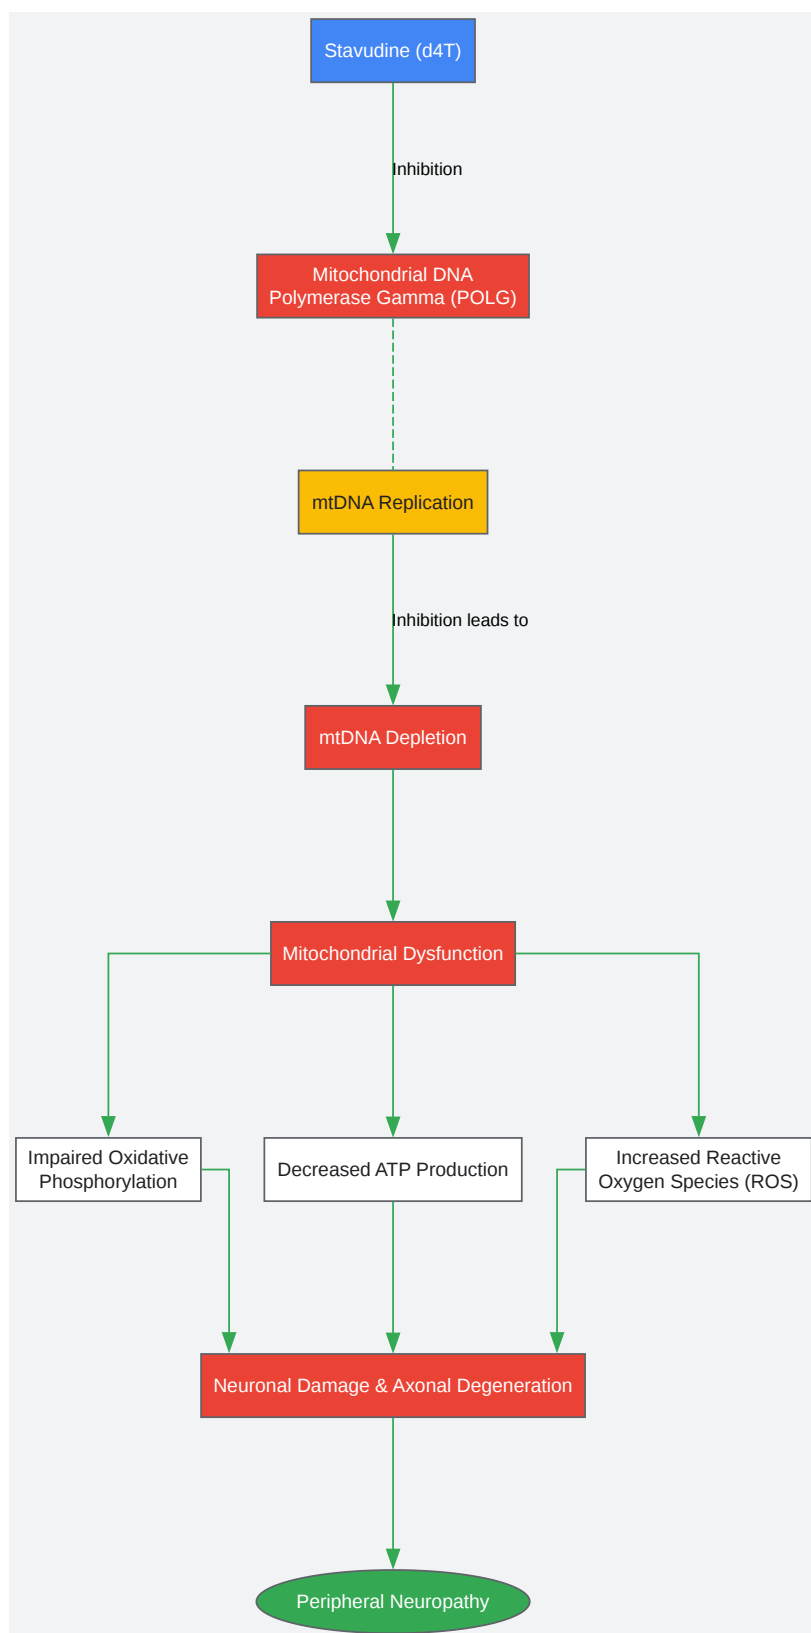 Stavudine (d4T)
Inhibition
Mitochondrial DNA
Polymerase Gamma (POLG)
mtDNA Replication
Inhibition leads to
mtDNA Depletion
Mitochondrial Dysfunction
Impaired Oxidative
Phosphorylation
Decreased ATP Production
Increased Reactive
Oxygen Species (ROS)
Neuronal Damage & Axonal Degeneration
Peripheral Neuropathy